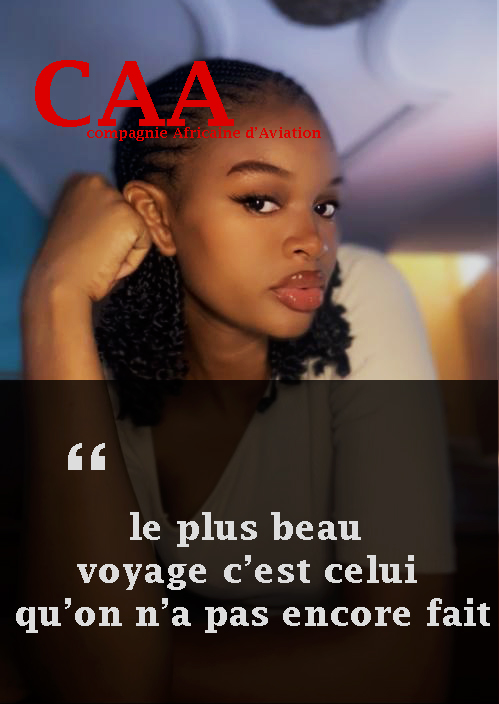 CAA
compagnie Africaine d'Aviation
“
le plus beau
voyage c’est celui
qu’on n’a pas encore fait